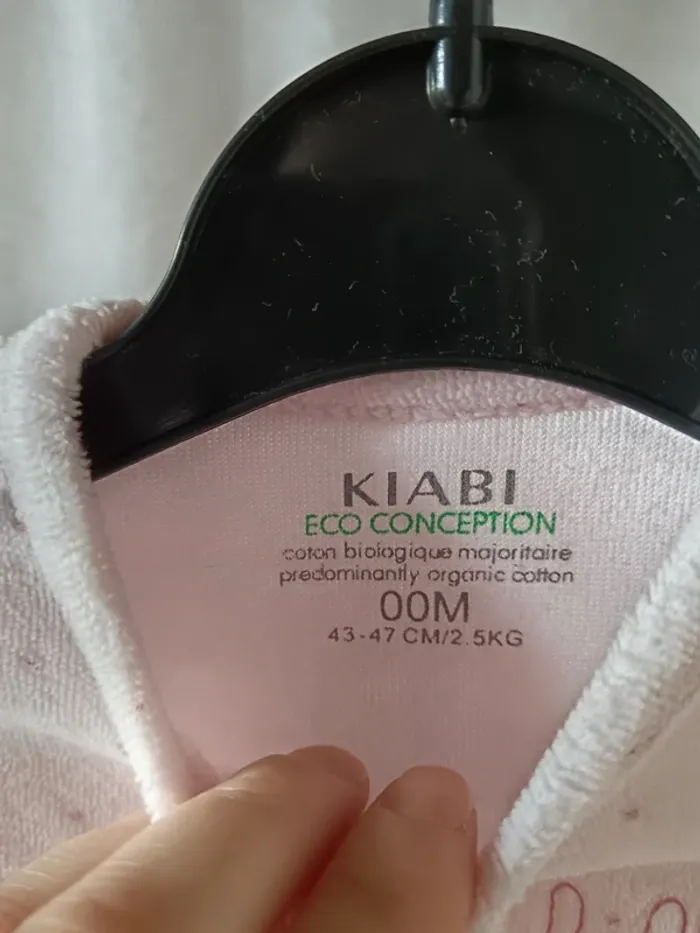 KIABI
ECO CONCEPTION
coton biologique majoritaire
predominantly organic cotton
00M
43-47 CM/2.5KG